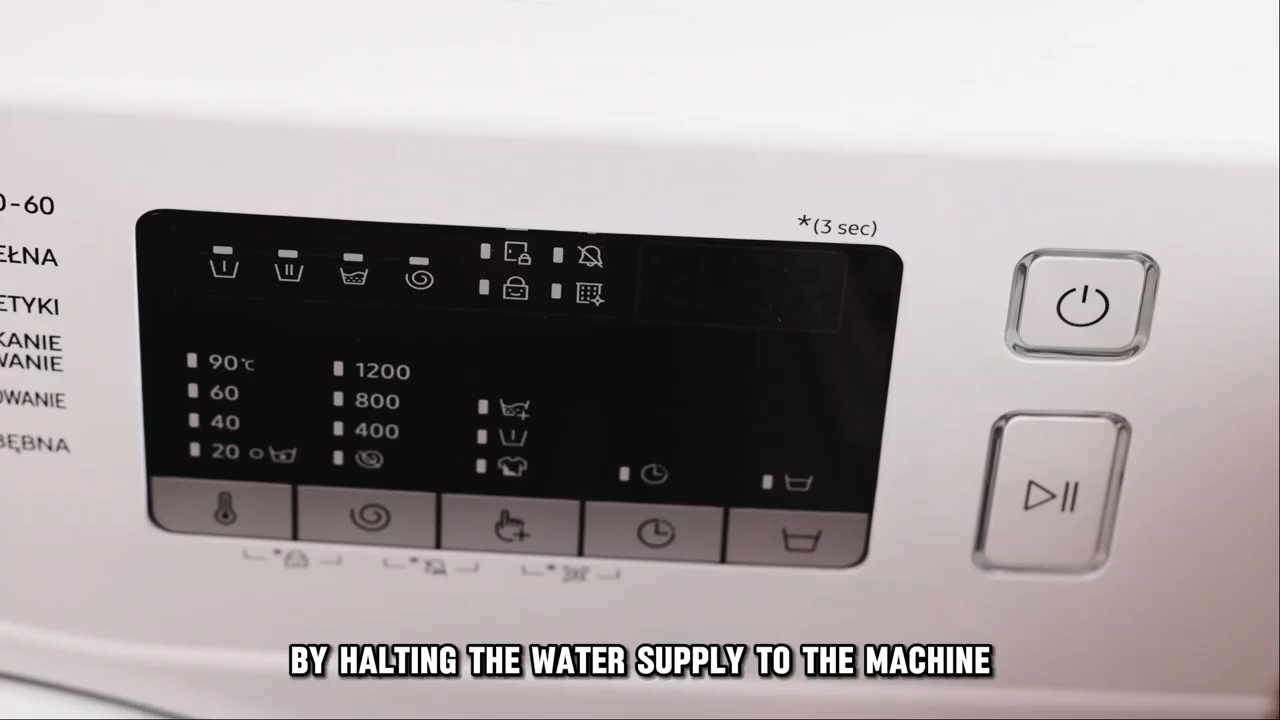 0-60
EŁNA
ETYKI
KANIE
WANIE
OWANIE
BĘBNA
*(3 sec)
90°C
60
40
20
1200
800
400
*
*
*
BY HALTING THE WATER SUPPLY TO THE MACHINE